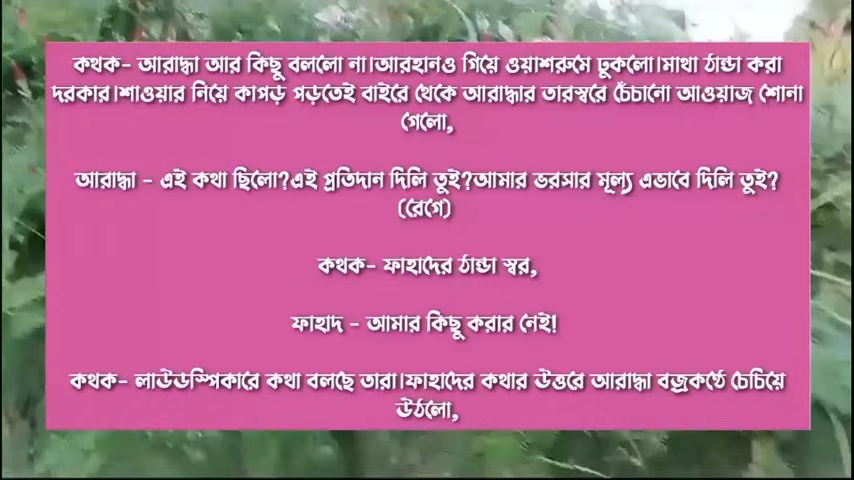 কথক- আরাদ্ধা আর কিছু বললো না।আরহানও গিয়ে ওয়াশরুমে ঢুকলো।মাথা ঠান্ডা করা
দরকার।শাওয়ার নিয়ে কাপড় পড়তেই বাইরে থেকে আরাদ্ধার তারস্বরে চেঁচানো আওয়াজ শোনা
গেলো,
আরাদ্ধা - এই কথা ছিলো?এই প্রতিদান দিলি তুই?আমার ভরসার মূল্য এভাবে দিলি তুই?
(রেগে)
কথক- ফাহাদের ঠান্ডা স্বর,
ফাহাদ - আমার কিছু করার নেই!
কথক- লাউডস্পিকারে কথা বলছে তারা।ফাহাদের কথার উত্তরে আরাদ্ধা বজ্রকন্ঠে চেচিয়ে
উঠলো,